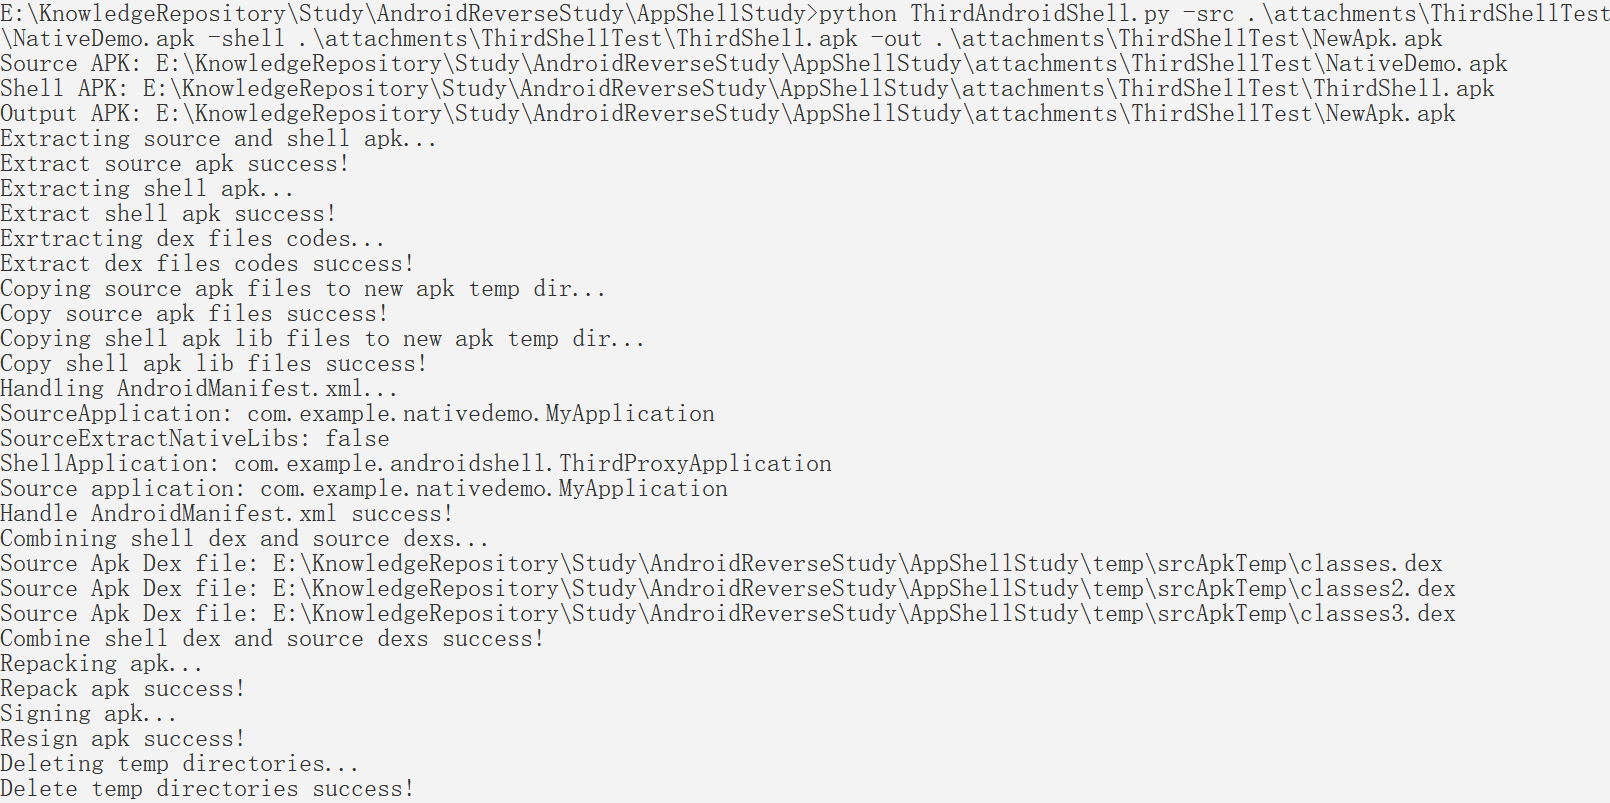 E:\KnowledgeRepository\Study\AndroidReverseStudy\AppShellStudy>python ThirdAndroidShell.py -src .\attachments\ThirdShellTest
\NativeDemo.apk -shell .\attachments\ThirdShellTest\ThirdShell.apk -out .\attachments\ThirdShellTest\NewApk.apk
Source APK: E:\KnowledgeRepository\Study\AndroidReverseStudy\AppShellStudy\attachments\ThirdShellTest\NativeDemo.apk
Shell APK: E:\KnowledgeRepository\Study\AndroidReverseStudy\AppShellStudy\attachments\ThirdShellTest\ThirdShell.apk
Output APK: E:\KnowledgeRepository\Study\AndroidReverseStudy\AppShellStudy\attachments\ThirdShellTest\NewApk.apk
Extracting source and shell apk...
Extract source apk success!
Extracting shell apk...
Extract shell apk success!
Exrtracting dex files codes...
Extract dex files codes success!
Copying source apk files to new apk temp dir...
Copy source apk files success!
Copying shell apk lib files to new apk temp dir...
Copy shell apk lib files success!
Handling AndroidManifest.xml...
SourceApplication: com.example.nativedemo.MyApplication
SourceExtractNativeLibs: false
ShellApplication: com.example.androidshell.ThirdProxyApplication
Source application: com.example.nativedemo.MyApplication
Handle AndroidManifest.xml success!
Combining shell dex and source dexs...
Source Apk Dex file: E:\KnowledgeRepository\Study\AndroidReverseStudy\AppShellStudy\temp\srcApkTemp\classes.dex
Source Apk Dex file: E:\KnowledgeRepository\Study\AndroidReverseStudy\AppShellStudy\temp\srcApkTemp\classes2.dex
Source Apk Dex file: E:\KnowledgeRepository\Study\AndroidReverseStudy\AppShellStudy\temp\srcApkTemp\classes3.dex
Combine shell dex and source dexs success!
Repacking apk...
Repack apk success!
Signing apk...
Resign apk success!
Deleting temp directories...
Delete temp directories success!